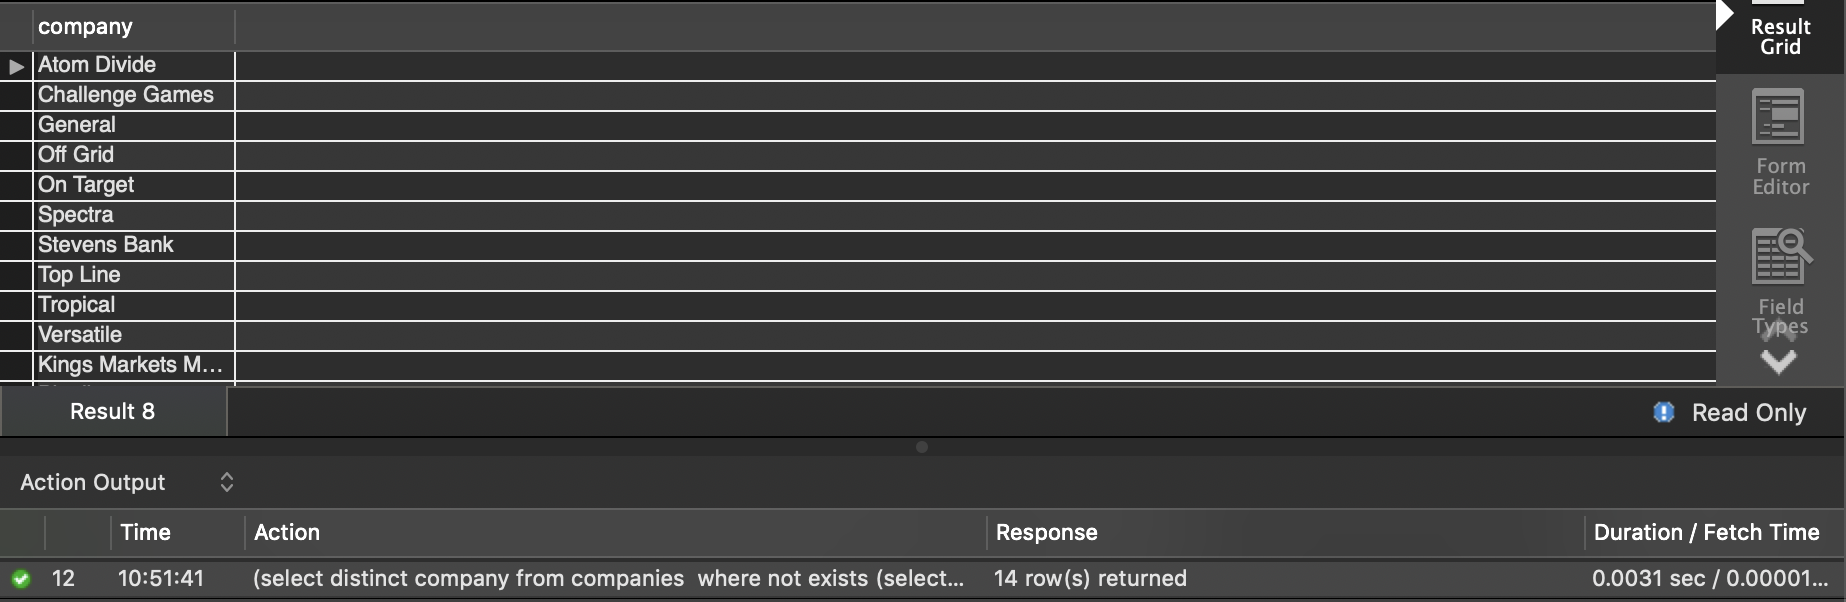 company
Result
Grid
Atom Divide
Challenge Games
General
Off Grid
On Target
Spectra
Stevens Bank
Top Line
Tropical
Versatile
Kings Markets M...
Form
Editor
Field
Types
Result 8
Read Only
Action Output
Time Action Response Duration / Fetch Time
12 10:51:41 (select distinct company from companies where not exists (select... 14 row(s) returned 0.0031 sec / 0.00001...